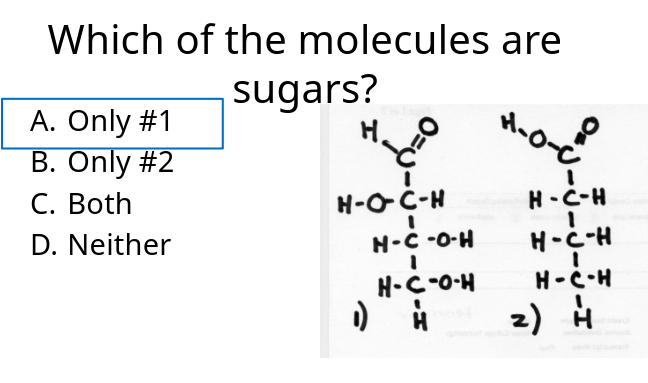 Which of the molecules are
sugars?
A. Only #1
B. Only #2
C. Both
D. Neither
H O
C
H-O-C-H
H-C-O-H
H-C-O-H
1) H
H-O O
C
H-C-H
H-C-H
H-C-H
2) H